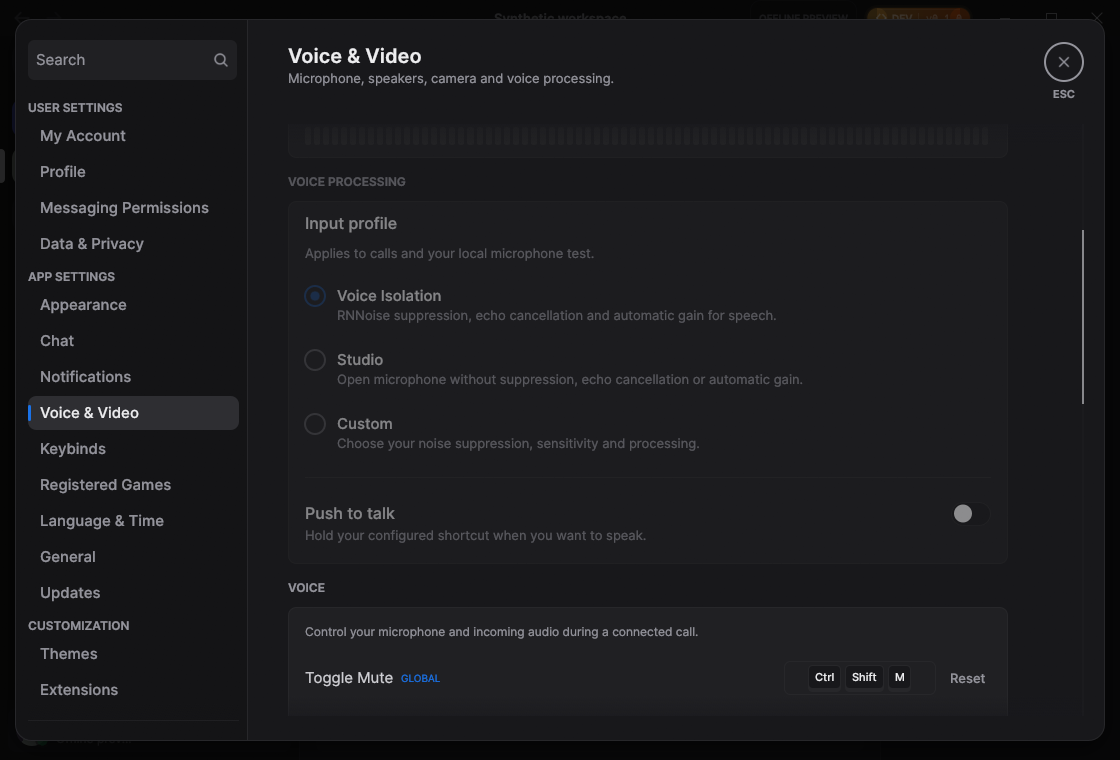 Synthetic workspace
OFFLINE PREVIEW
Search
Voice & Video
Microphone, speakers, camera and voice processing.
ESC
USER SETTINGS
My Account
Profile
Messaging Permissions
Data & Privacy
APP SETTINGS
Appearance
Chat
Notifications
Voice & Video
Keybinds
Registered Games
Language & Time
General
Updates
CUSTOMIZATION
Themes
Extensions
VOICE PROCESSING
Input profile
Applies to calls and your local microphone test.
Voice Isolation
RNNoise suppression, echo cancellation and automatic gain for speech.
Studio
Open microphone without suppression, echo cancellation or automatic gain.
Custom
Choose your noise suppression, sensitivity and processing.
Push to talk
Hold your configured shortcut when you want to speak.
VOICE
Control your microphone and incoming audio during a connected call.
Toggle Mute GLOBAL Ctrl Shift M Reset